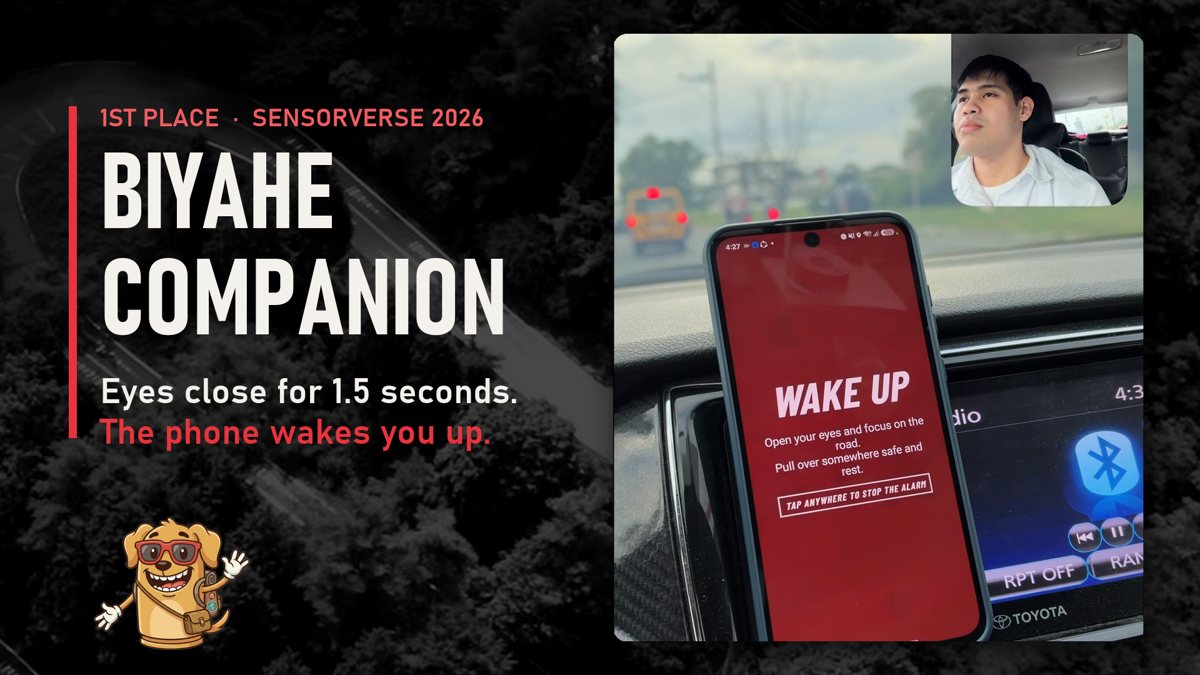 1ST PLACE · SENSORVERSE 2026
BIYAHE
COMPANION
Eyes close for 1.5 seconds.
The phone wakes you up.
4:27
WAKE UP
Open your eyes and focus on the
road.
Pull over somewhere safe and
rest.
TAP ANYWHERE TO STOP THE ALARM
dio
4:3
RPT OFF
RAN
TOYOTA